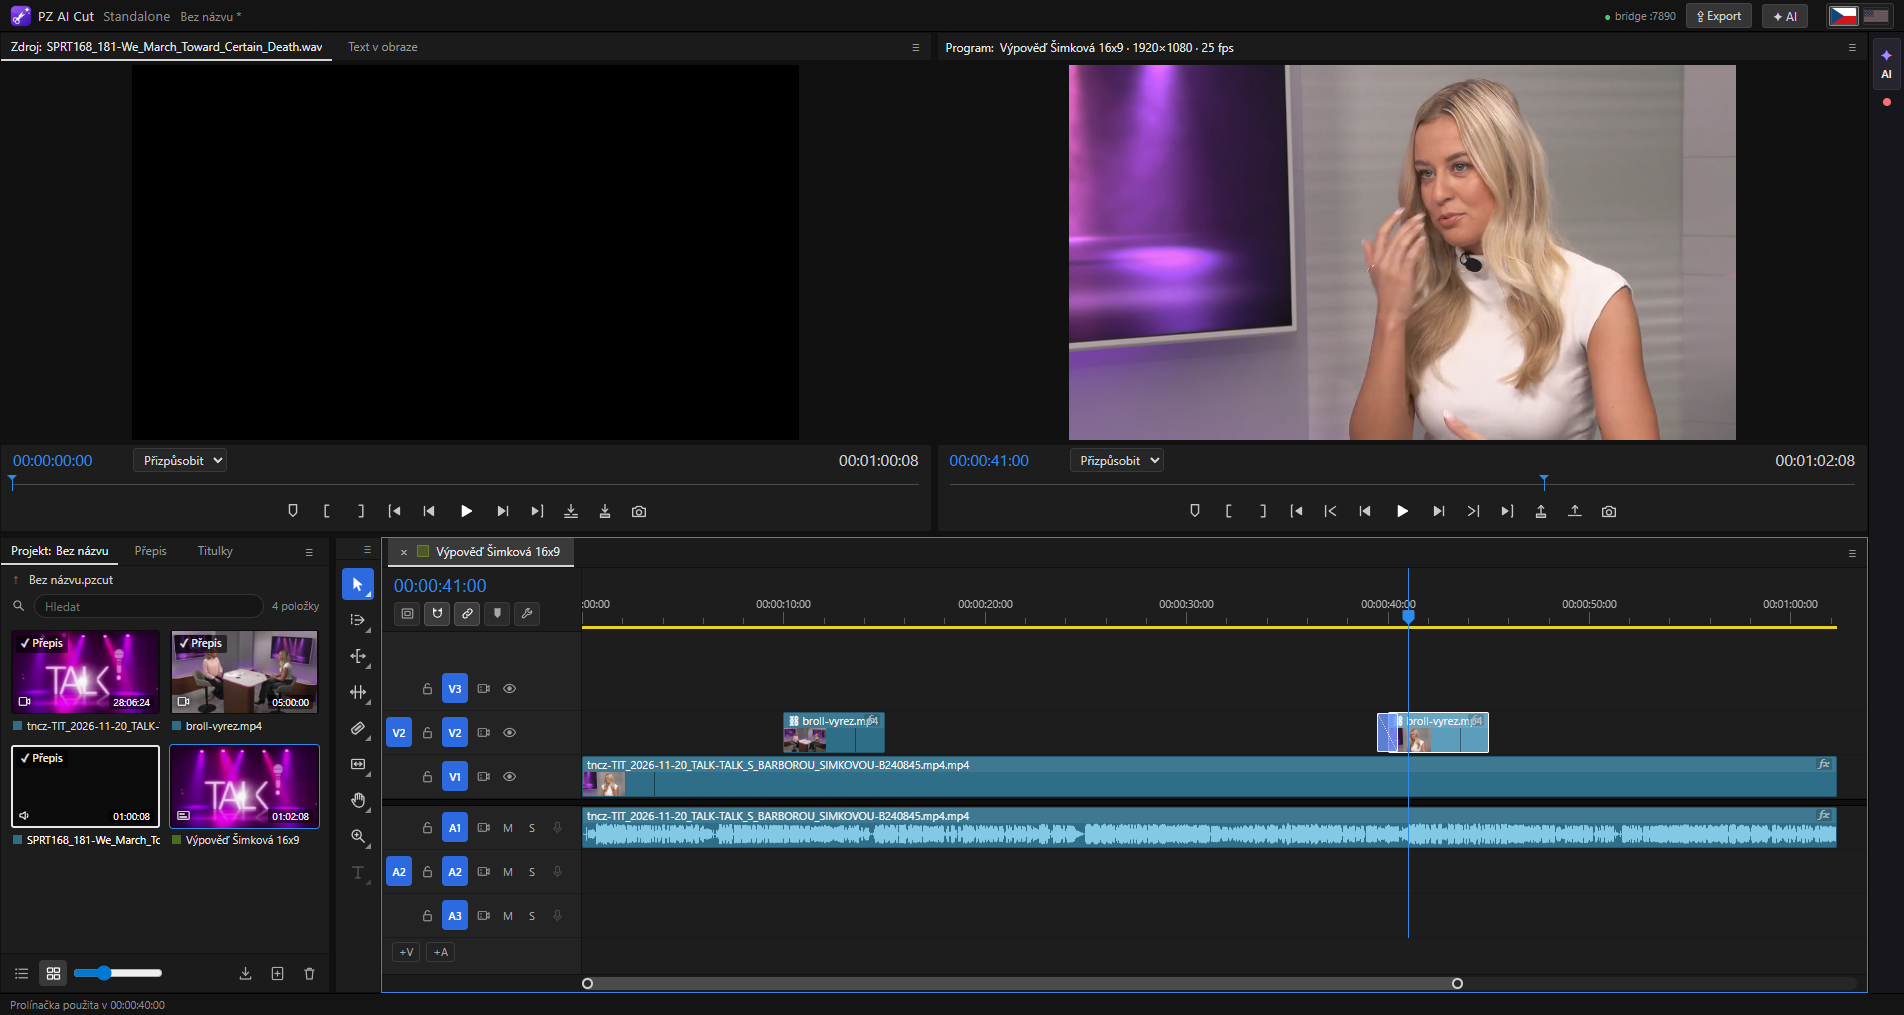 PZ AI Cut Standalone Bez názvu *
bridge :7890 Export AI
Zdroj: SPRT168_181-We_March_Toward_Certain_Death.wav Text v obraze
Program: Výpověď Šimková 16x9 · 1920×1080 · 25 fps
AI
00:00:00:00 Přizpůsobit 00:01:00:08
00:00:41:00 Přizpůsobit 00:01:02:08
Projekt: Bez názvu Přepis Titulky
Bez názvu.pzcut
Hledat 4 položky
Přepis
TALK
28:06:24
tncz-TIT_2026-11-20_TALK-
Přepis
05:00:00
broll-vyrez.mp4
Přepis
01:00:08
SPRT168_181-We_March_Tc
TALK
01:02:08
Výpověď Šimková 16x9
Výpověď Šimková 16x9
00:00:41:00
:00:00 00:00:10:00 00:00:20:00 00:00:30:00 00:00:40:00 00:00:50:00 00:01:00:00
V3
V2 V2
broll-vyrez.mp4
broll-vyrez.mp4
V1
tncz-TIT_2026-11-20_TALK-TALK_S_BARBOROU_SIMKOVOU-B240845.mp4.mp4 fx
A1 M S
tncz-TIT_2026-11-20_TALK-TALK_S_BARBOROU_SIMKOVOU-B240845.mp4.mp4 fx
A2 A2 M S
A3 M S
+V +A
Prolínačka použita v 00:00:40:00